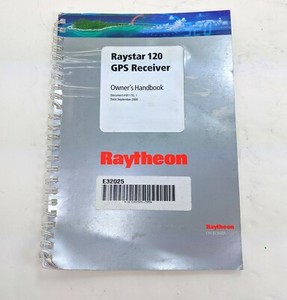 Raystar 120
GPS Receiver
Owner's Handbook
Raytheon
E32025
Raytheon